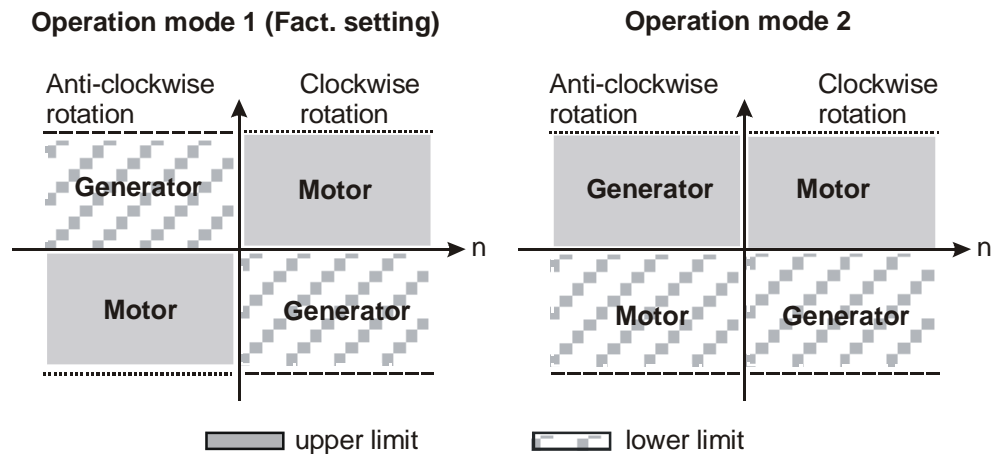 Operation mode 1 (Fact. setting)
Operation mode 2
Anti-clockwise
rotation
Clockwise
rotation
Anti-clockwise
rotation
Clockwise
rotation
Generator
Motor
Generator
Motor
n
n
Motor
Generator
Motor
Generator
upper limit
lower limit